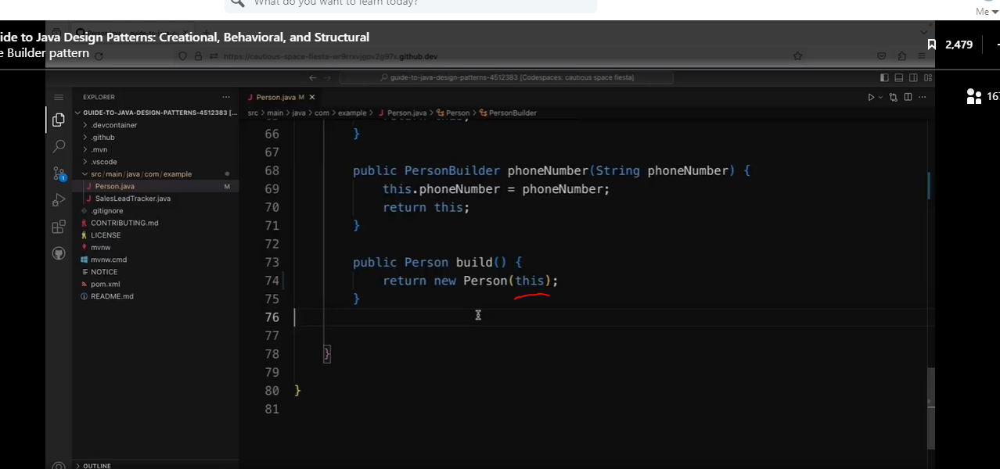 What do you want to learn today?
Me
ide to Java Design Patterns: Creational, Behavioral, and Structural
e Builder pattern
2,479
github.dev
guide-to-java-design-patterns-4512383 [Codespaces: cautious space fiesta]
EXPLORER
Person.java M
GUIDE-TO-JAVA-DESIGN-PATTERNS-4512383 [...
src > main > java > com > example > Person.java > Person > PersonBuilder
167
.devcontainer
.github
.mvn
.vscode
src/main/java/com/example
Person.java M
SalesLeadTracker.java
.gitignore
CONTRIBUTING.md
LICENSE
mvnw
mvnw.cmd
NOTICE
pom.xml
README.md
1
66 }
67
68 public PersonBuilder phoneNumber(String phoneNumber) {
69 this.phoneNumber = phoneNumber;
70 return this;
71 }
72
73 public Person build() {
74 return new Person(this);
75 }
76
77
78 }
79
80 }
81
OUTLINE